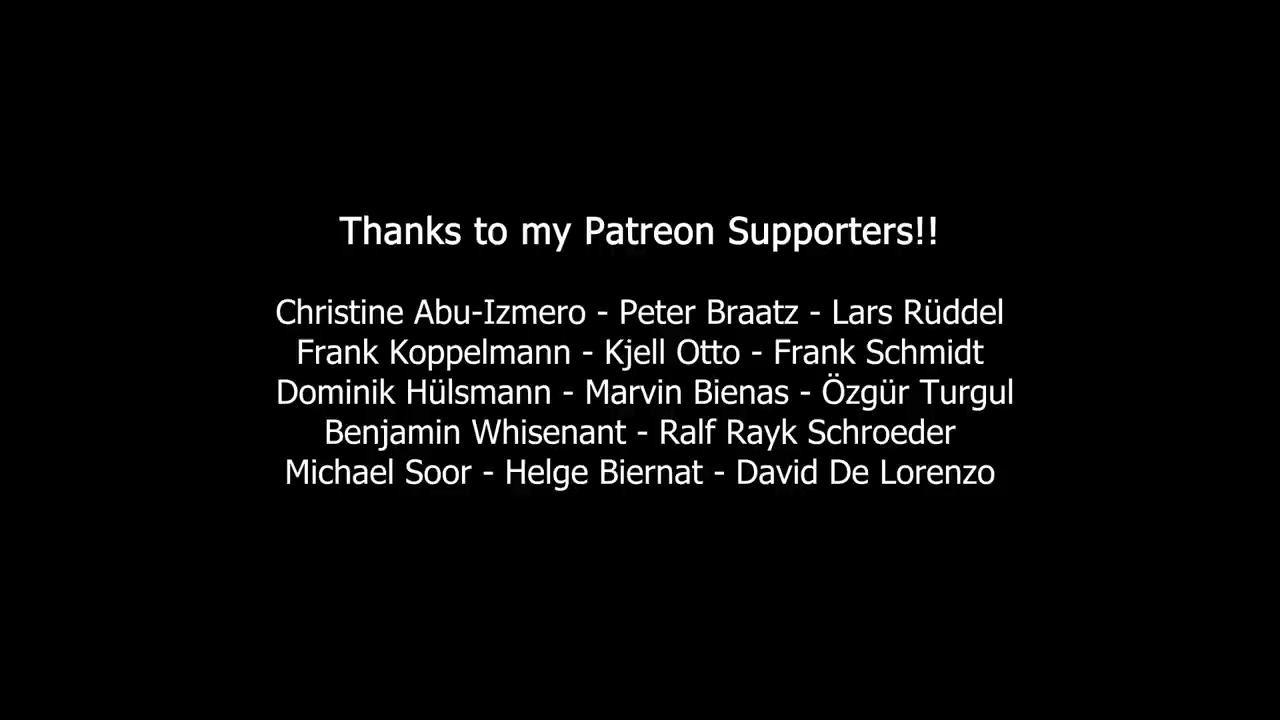 Thanks to my Patreon Supporters!!
Christine Abu-Izmero - Peter Braatz - Lars Rüddel
Frank Koppelmann - Kjell Otto - Frank Schmidt
Dominik Hülsmann - Marvin Bienas - Özgür Turgul
Benjamin Whisenant - Ralf Rayk Schroeder
Michael Soor - Helge Biernat - David De Lorenzo